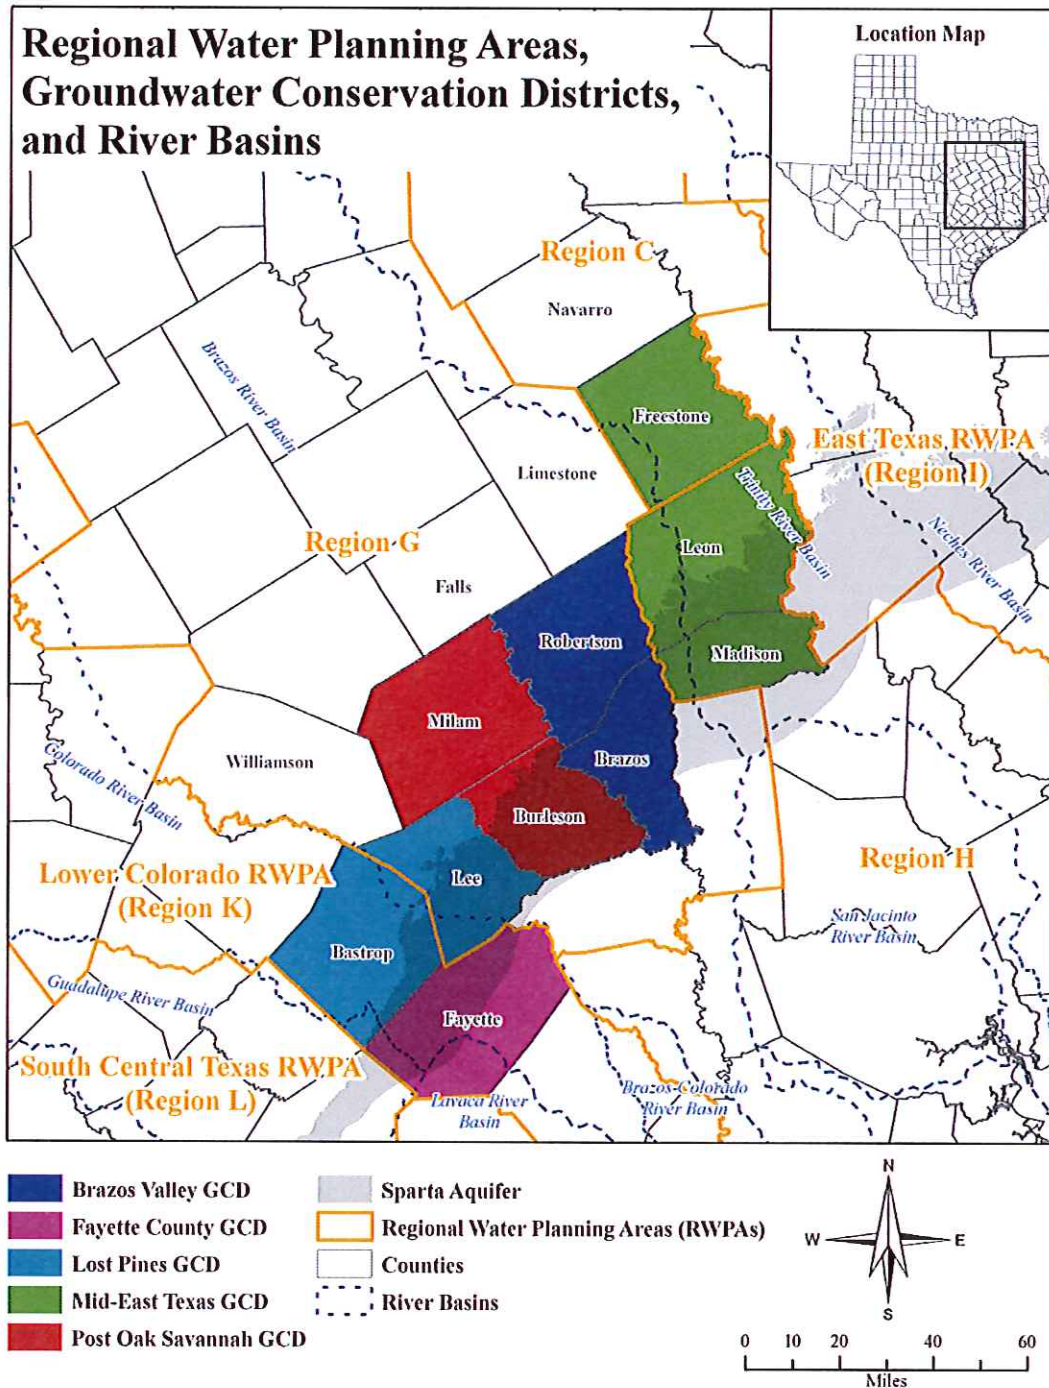 Regional Water Planning Areas,
Groundwater Conservation Districts,
and River Basins
Location Map
Region C
Navarro
Brazos River Basin
Freestone
East Texas RWPA
(Region I)
Limestone
Trinity River Basin
Neches River Basin
Region G
Leon
Falls
Robertson
Madison
Milam
Williamson
Brazos
Colorado River Basin
Burleson
Lower Colorado RWPA
(Region K)
Lee
Region H
San Jacinto
River Basin
Bastrop
Guadalupe River Basin
Fayette
South Central Texas RWPA
(Region L)
Lavaca River
Basin
Brazos-Colorado
River Basin
Brazos Valley GCD
Fayette County GCD
Lost Pines GCD
Mid-East Texas GCD
Post Oak Savannah GCD
Sparta Aquifer
Regional Water Planning Areas (RWPAs)
Counties
River Basins
N
W E
S
0 10 20 40 60
Miles